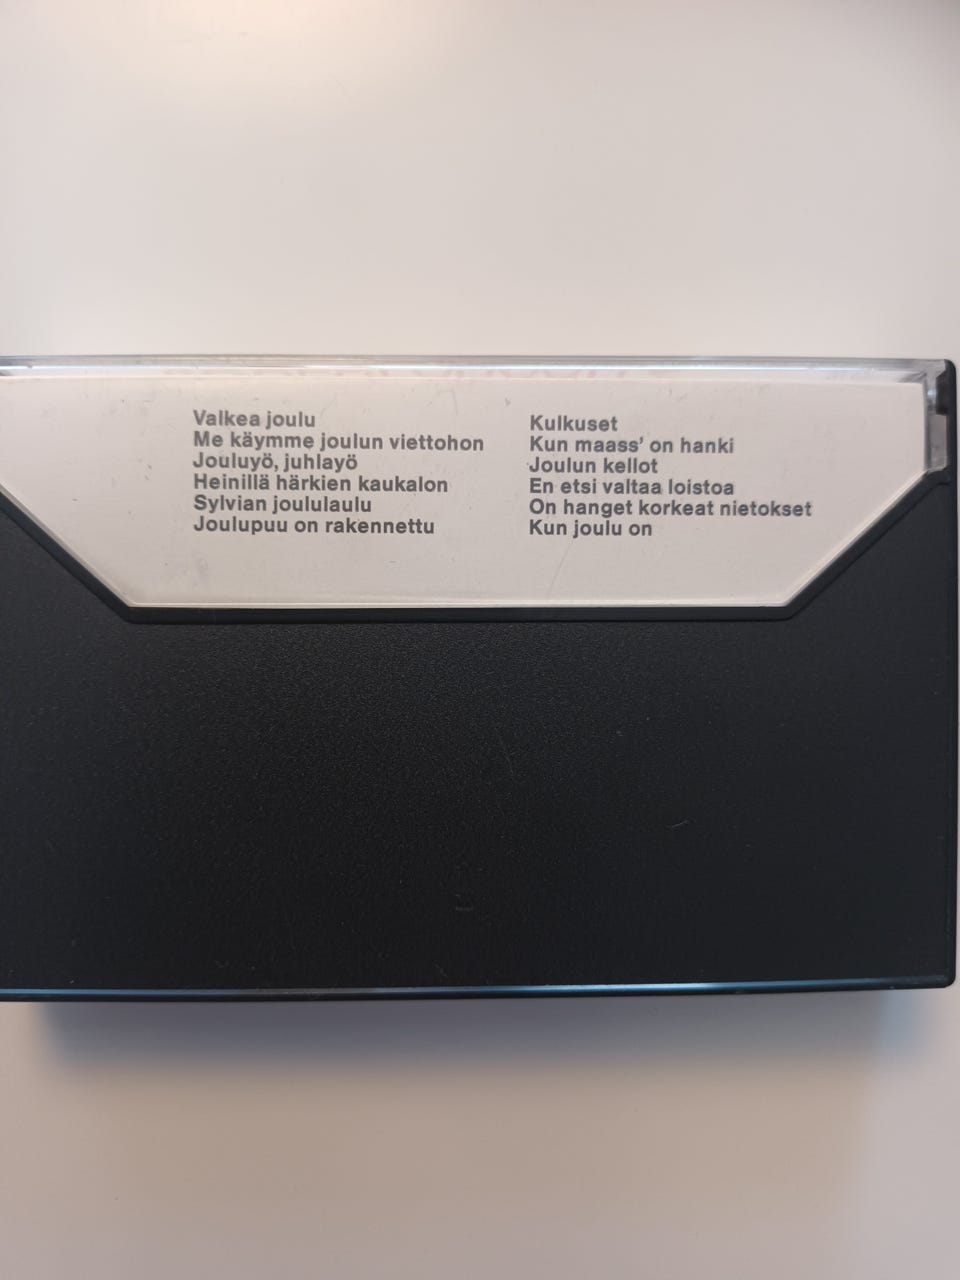 Valkea joulu
Me käymme joulun viettohon
Jouluyö, juhlayö
Heinillä härkien kaukalon
Sylvian joululaulu
Joulupuu on rakennettu
Kulkuset
Kun maass' on hanki
Joulun kellot
En etsi valtaa loistoa
On hanget korkeat nietokset
Kun joulu on